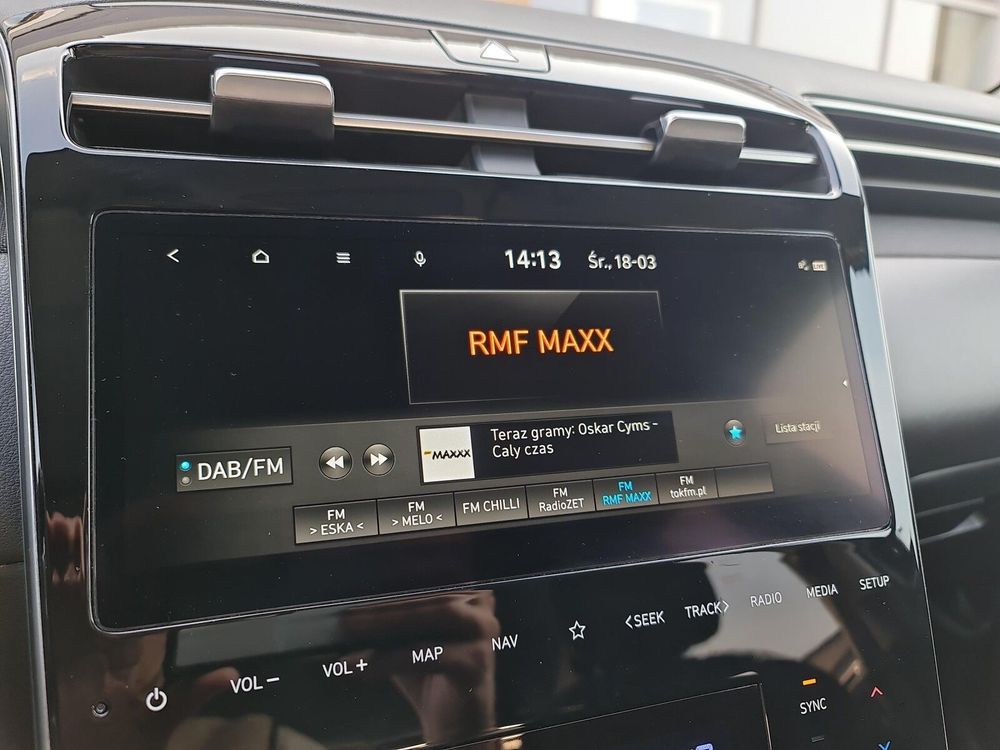 14:13 Śr., 18-03
LIVE
RMF MAXX
DAB/FM
MAXXX
Teraz gramy: Oskar Cyms -
Caly czas
Lista stacji
FM
> ESKA <
FM
> MELO <
FM CHILLI
FM
RadioZET
FM
RMF MAXX
FM
tokfm.pl
VOL−
VOL+
MAP
NAV
<SEEK
TRACK>
RADIO
MEDIA
SETUP
SYNC